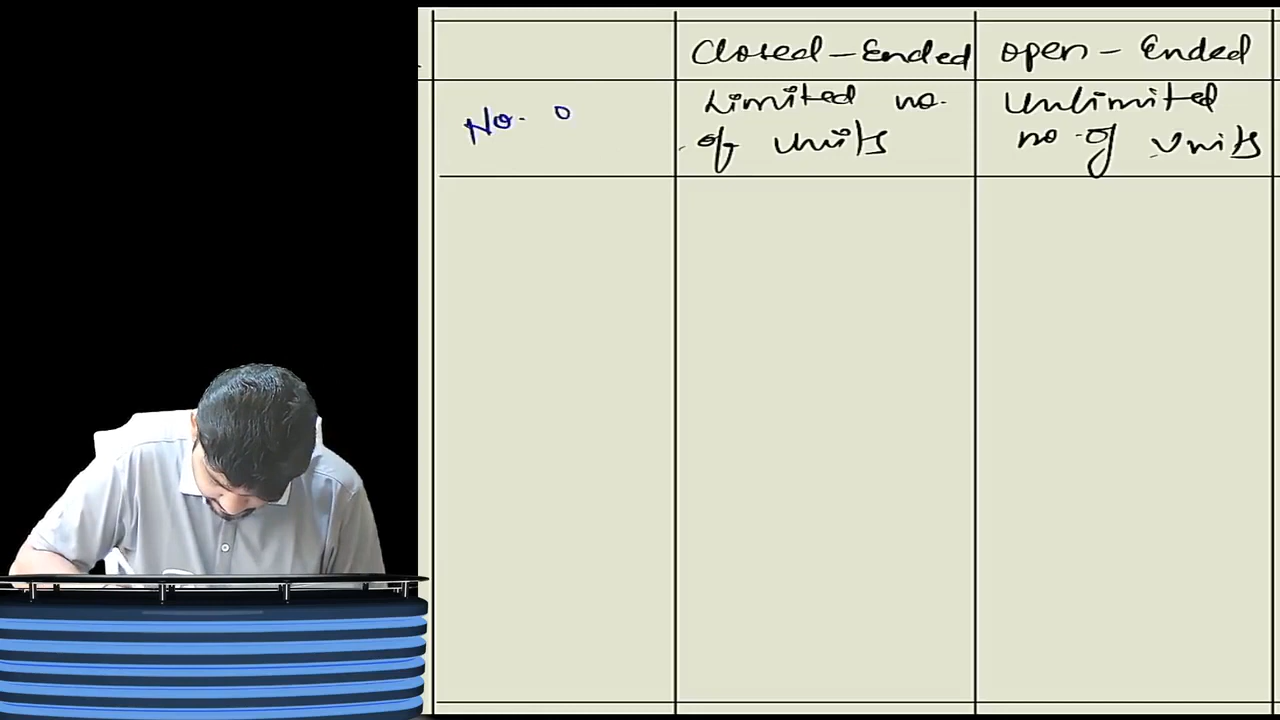 Closed-Ended
Open-Ended
No. o
Limited no.
of units
Unlimited
no. of Units